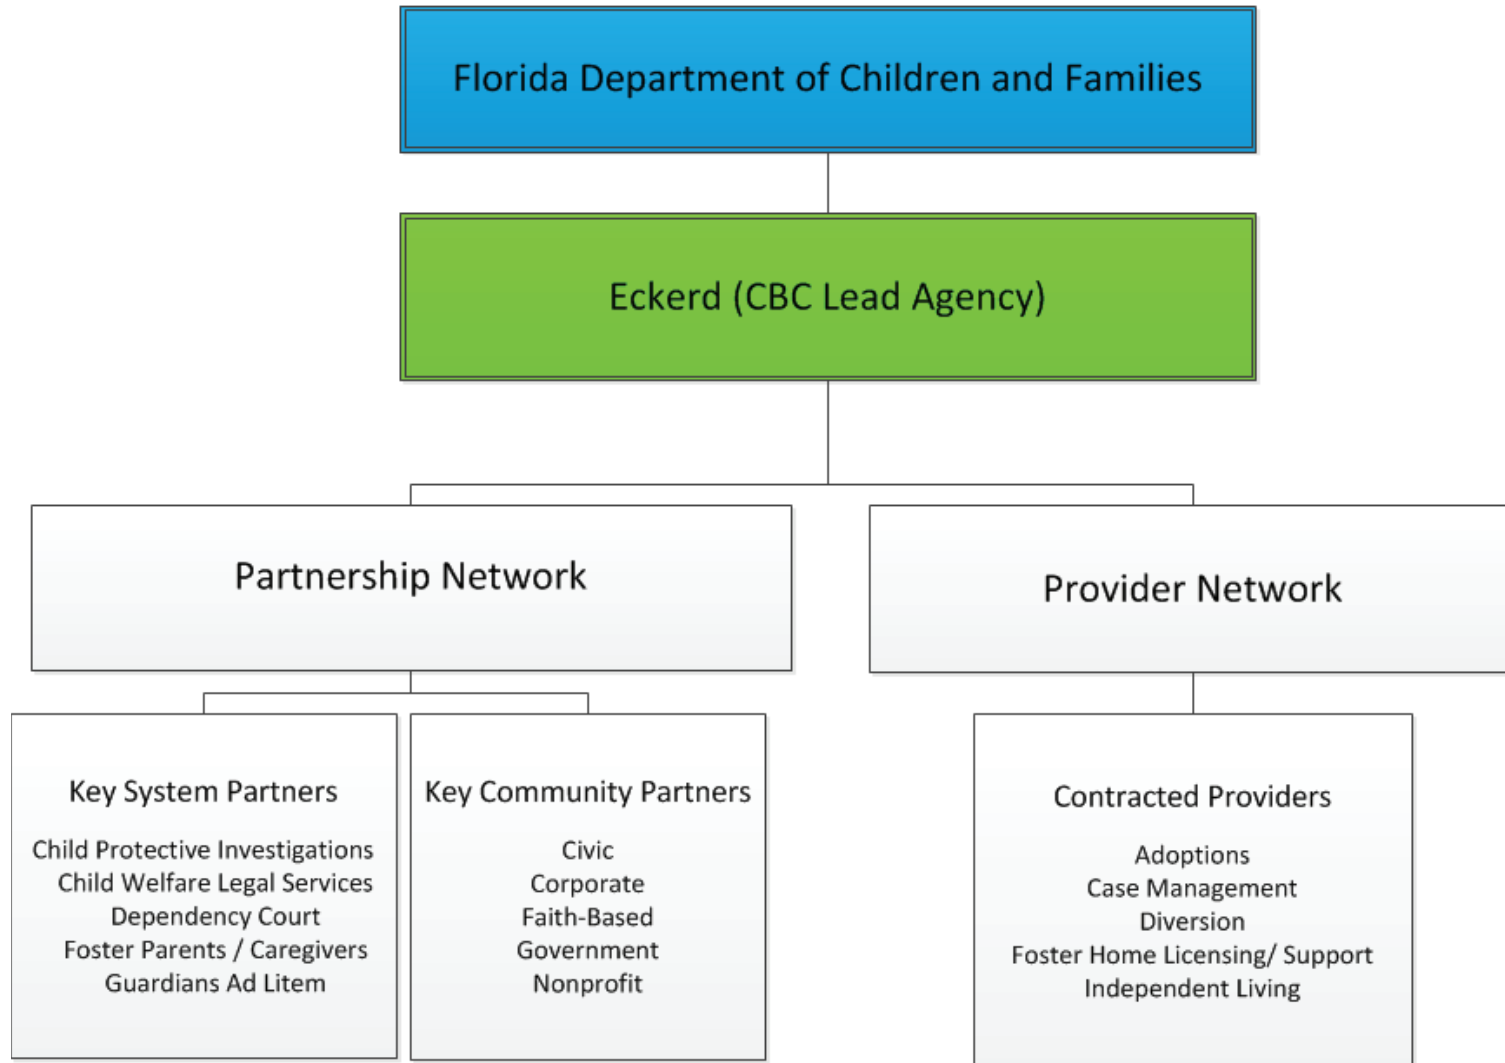 Florida Department of Children and Families
Eckerd (CBC Lead Agency)
Partnership Network
Provider Network
Key System Partners
Child Protective Investigations
Child Welfare Legal Services
Dependency Court
Foster Parents / Caregivers
Guardians Ad Litem
Key Community Partners
Civic
Corporate
Faith-Based
Government
Nonprofit
Contracted Providers
Adoptions
Case Management
Diversion
Foster Home Licensing/ Support
Independent Living